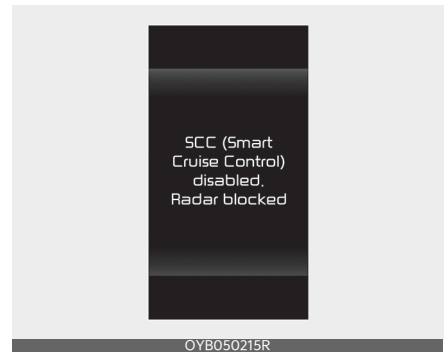 SCC (Smart
Cruise Control)
disabled.
Radar blocked
OYB050215R